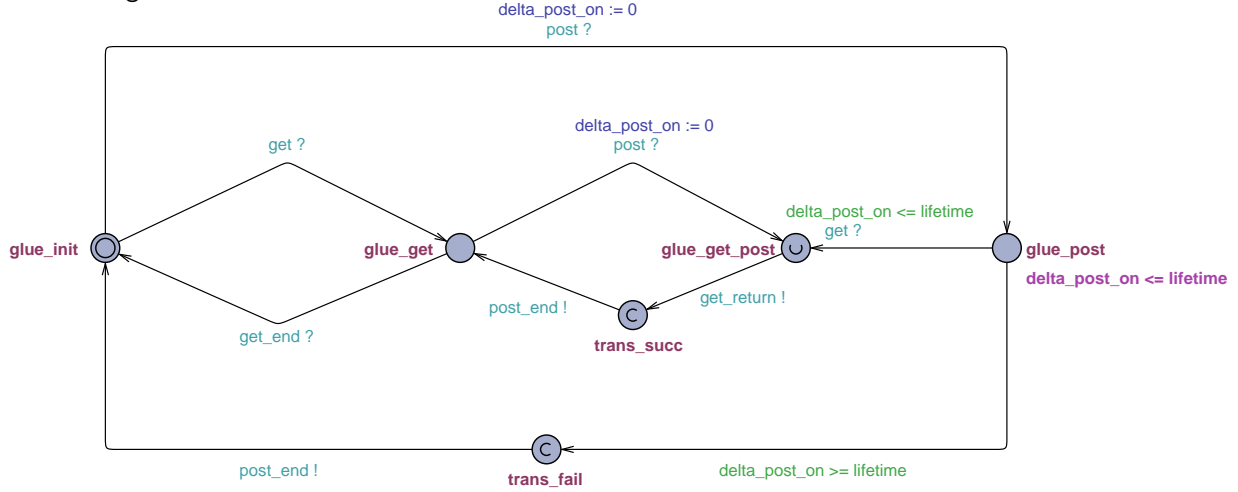 delta_post_on := 0
post ?
delta_post_on := 0
get ?
post ?
delta_post_on <= lifetime
get ?
glue_init
glue_get
glue_get_post
glue_post
delta_post_on <= lifetime
post_end !
get_return !
get_end ?
trans_succ
post_end !
delta_post_on >= lifetime
trans_fail